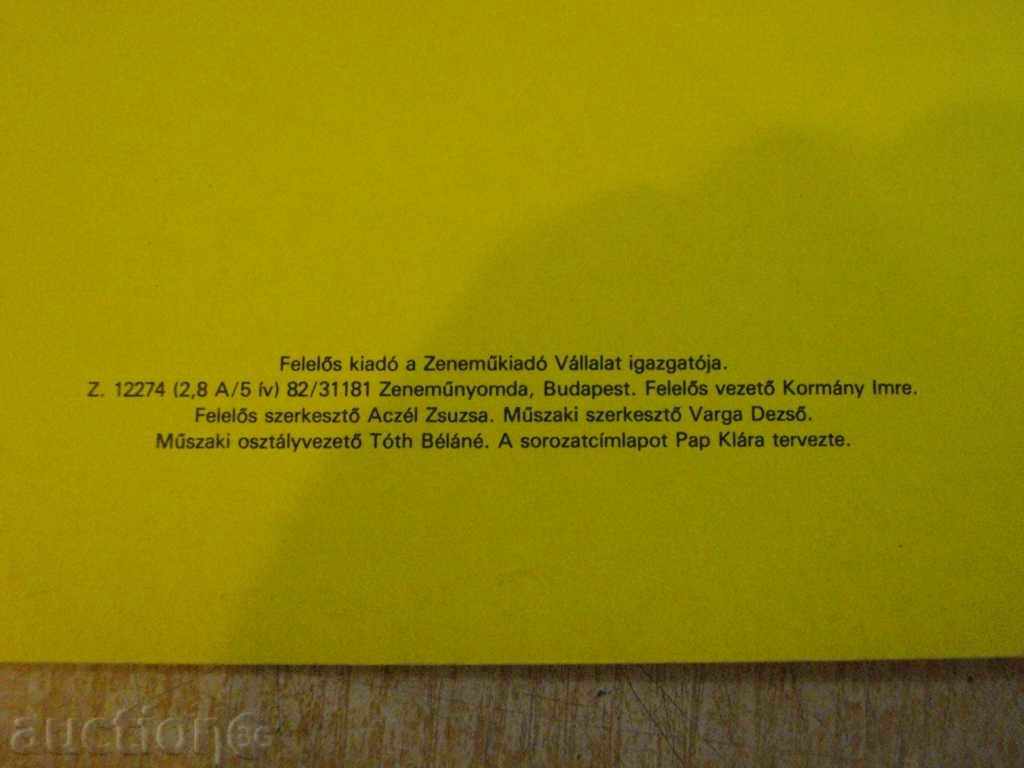 Felelős kiadó a Zeneműkiadó Vállalat igazgatója.
Z. 12274 (2,8 A/5 ív) 82/31181 Zeneműnyomda, Budapest. Felelős vezető Kormány Imre.
Felelős szerkesztő Aczél Zsuzsa. Műszaki szerkesztő Varga Dezső.
Műszaki osztályvezető Tóth Béláné. A sorozatcímlapot Pap Klára tervezte.
auction.BG